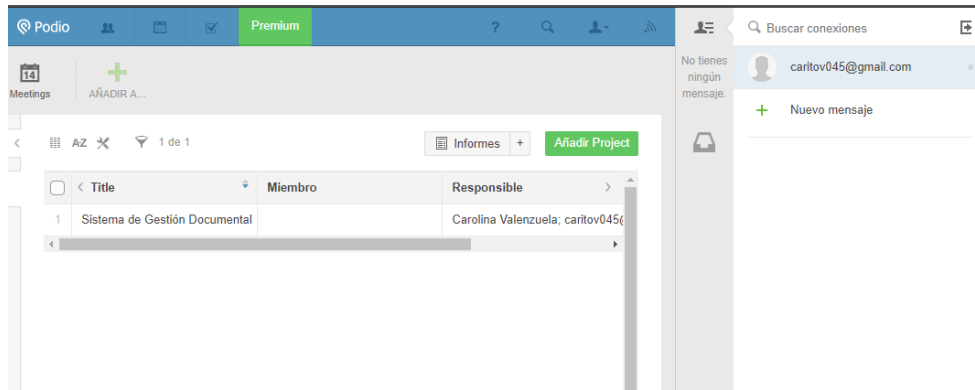 Podio
Premium
?
Buscar conexiones
14
Meetings
AÑADIR A...
No tienes
ningún
mensaje.
caritov045@gmail.com
Nuevo mensaje
AZ
1 de 1
Informes +
Añadir Project
Title
Miembro
Responsible
1 Sistema de Gestión Documental
Carolina Valenzuela; caritov045@